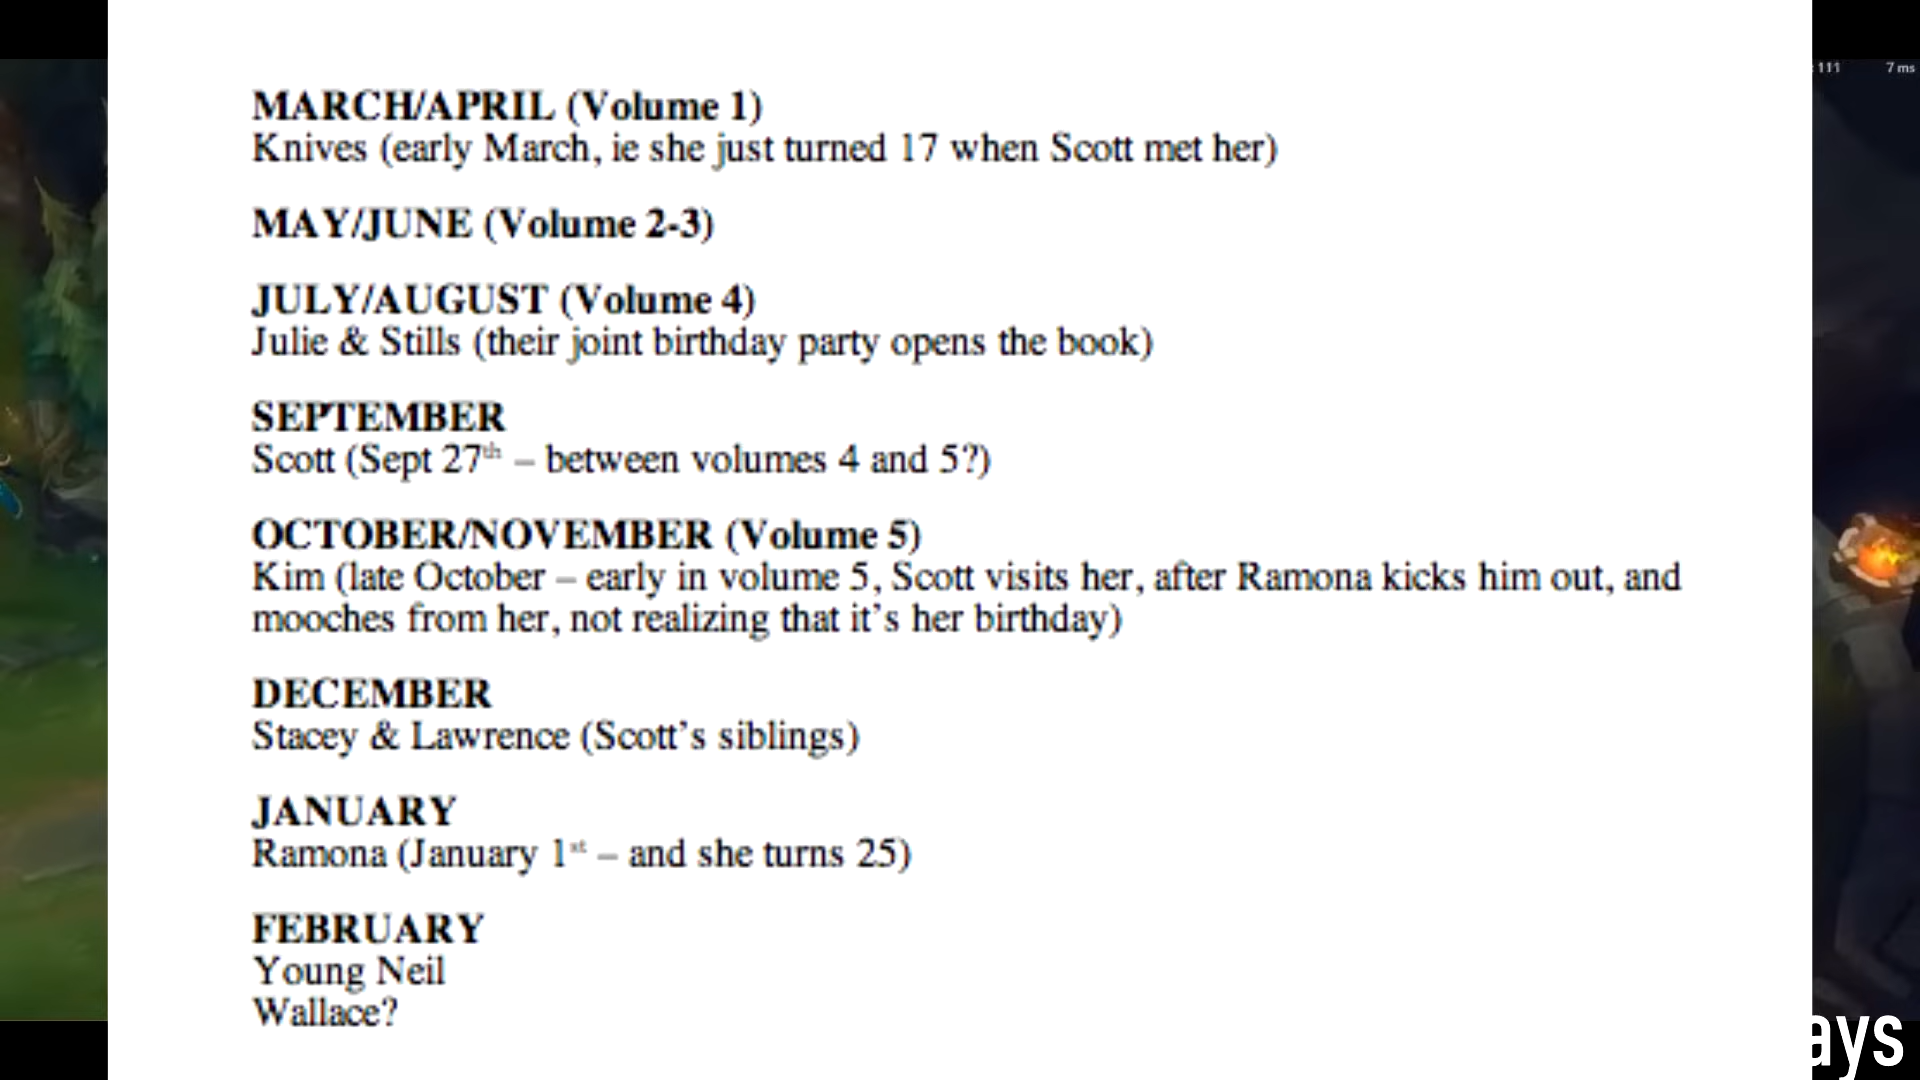 MARCH/APRIL (Volume 1)
Knives (early March, ie she just turned 17 when Scott met her)
MAY/JUNE (Volume 2-3)
JULY/AUGUST (Volume 4)
Julie & Stills (their joint birthday party opens the book)
SEPTEMBER
Scott (Sept 27th – between volumes 4 and 5?)
OCTOBER/NOVEMBER (Volume 5)
Kim (late October – early in volume 5, Scott visits her, after Ramona kicks him out, and
mooches from her, not realizing that it’s her birthday)
DECEMBER
Stacey & Lawrence (Scott’s siblings)
JANUARY
Ramona (January 1st – and she turns 25)
FEBRUARY
Young Neil
Wallace?
111 7 ms
ays